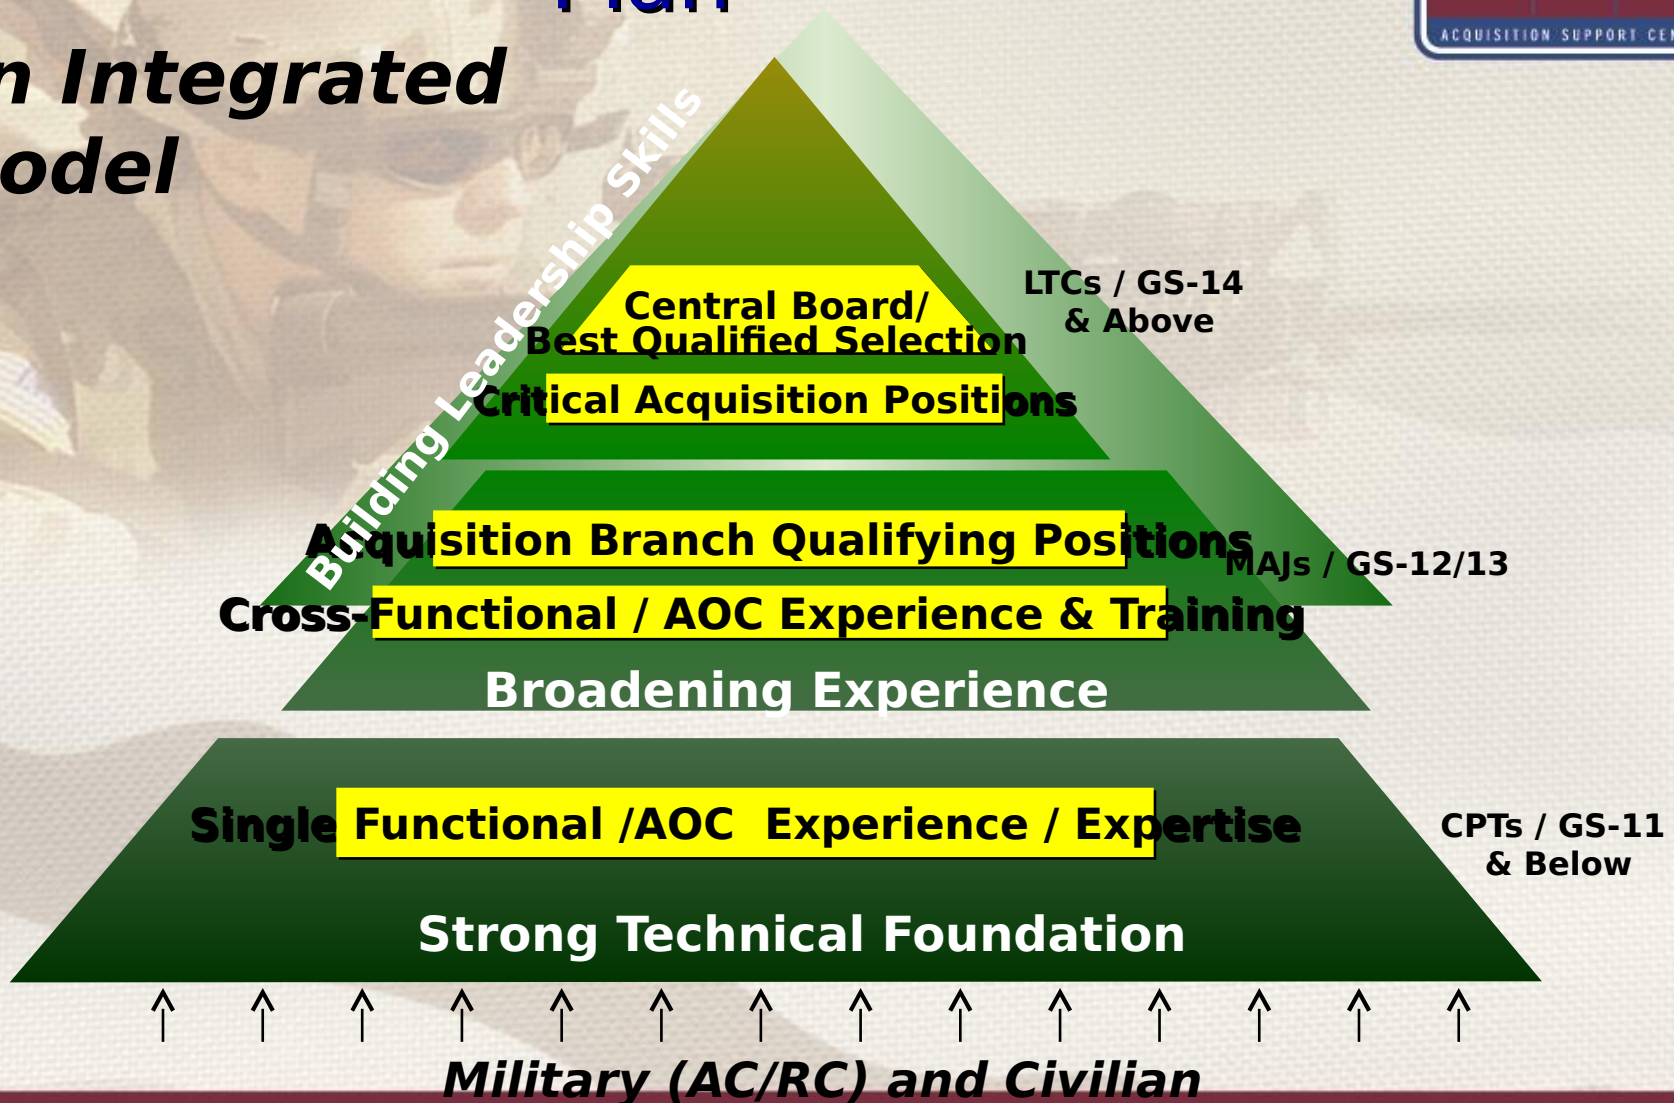 Plan
n Integrated
odel
ACQUISITION SUPPORT CEN
Building Leadership Skills
Central Board/
Best Qualified Selection
LTCs / GS-14
& Above
Critical Acquisition Positions
Acquisition Branch Qualifying Positions
MAJs / GS-12/13
Cross-Functional / AOC Experience & Training
Broadening Experience
Single Functional /AOC  Experience / Expertise
CPTs / GS-11
& Below
Strong Technical Foundation
Military (AC/RC) and Civilian